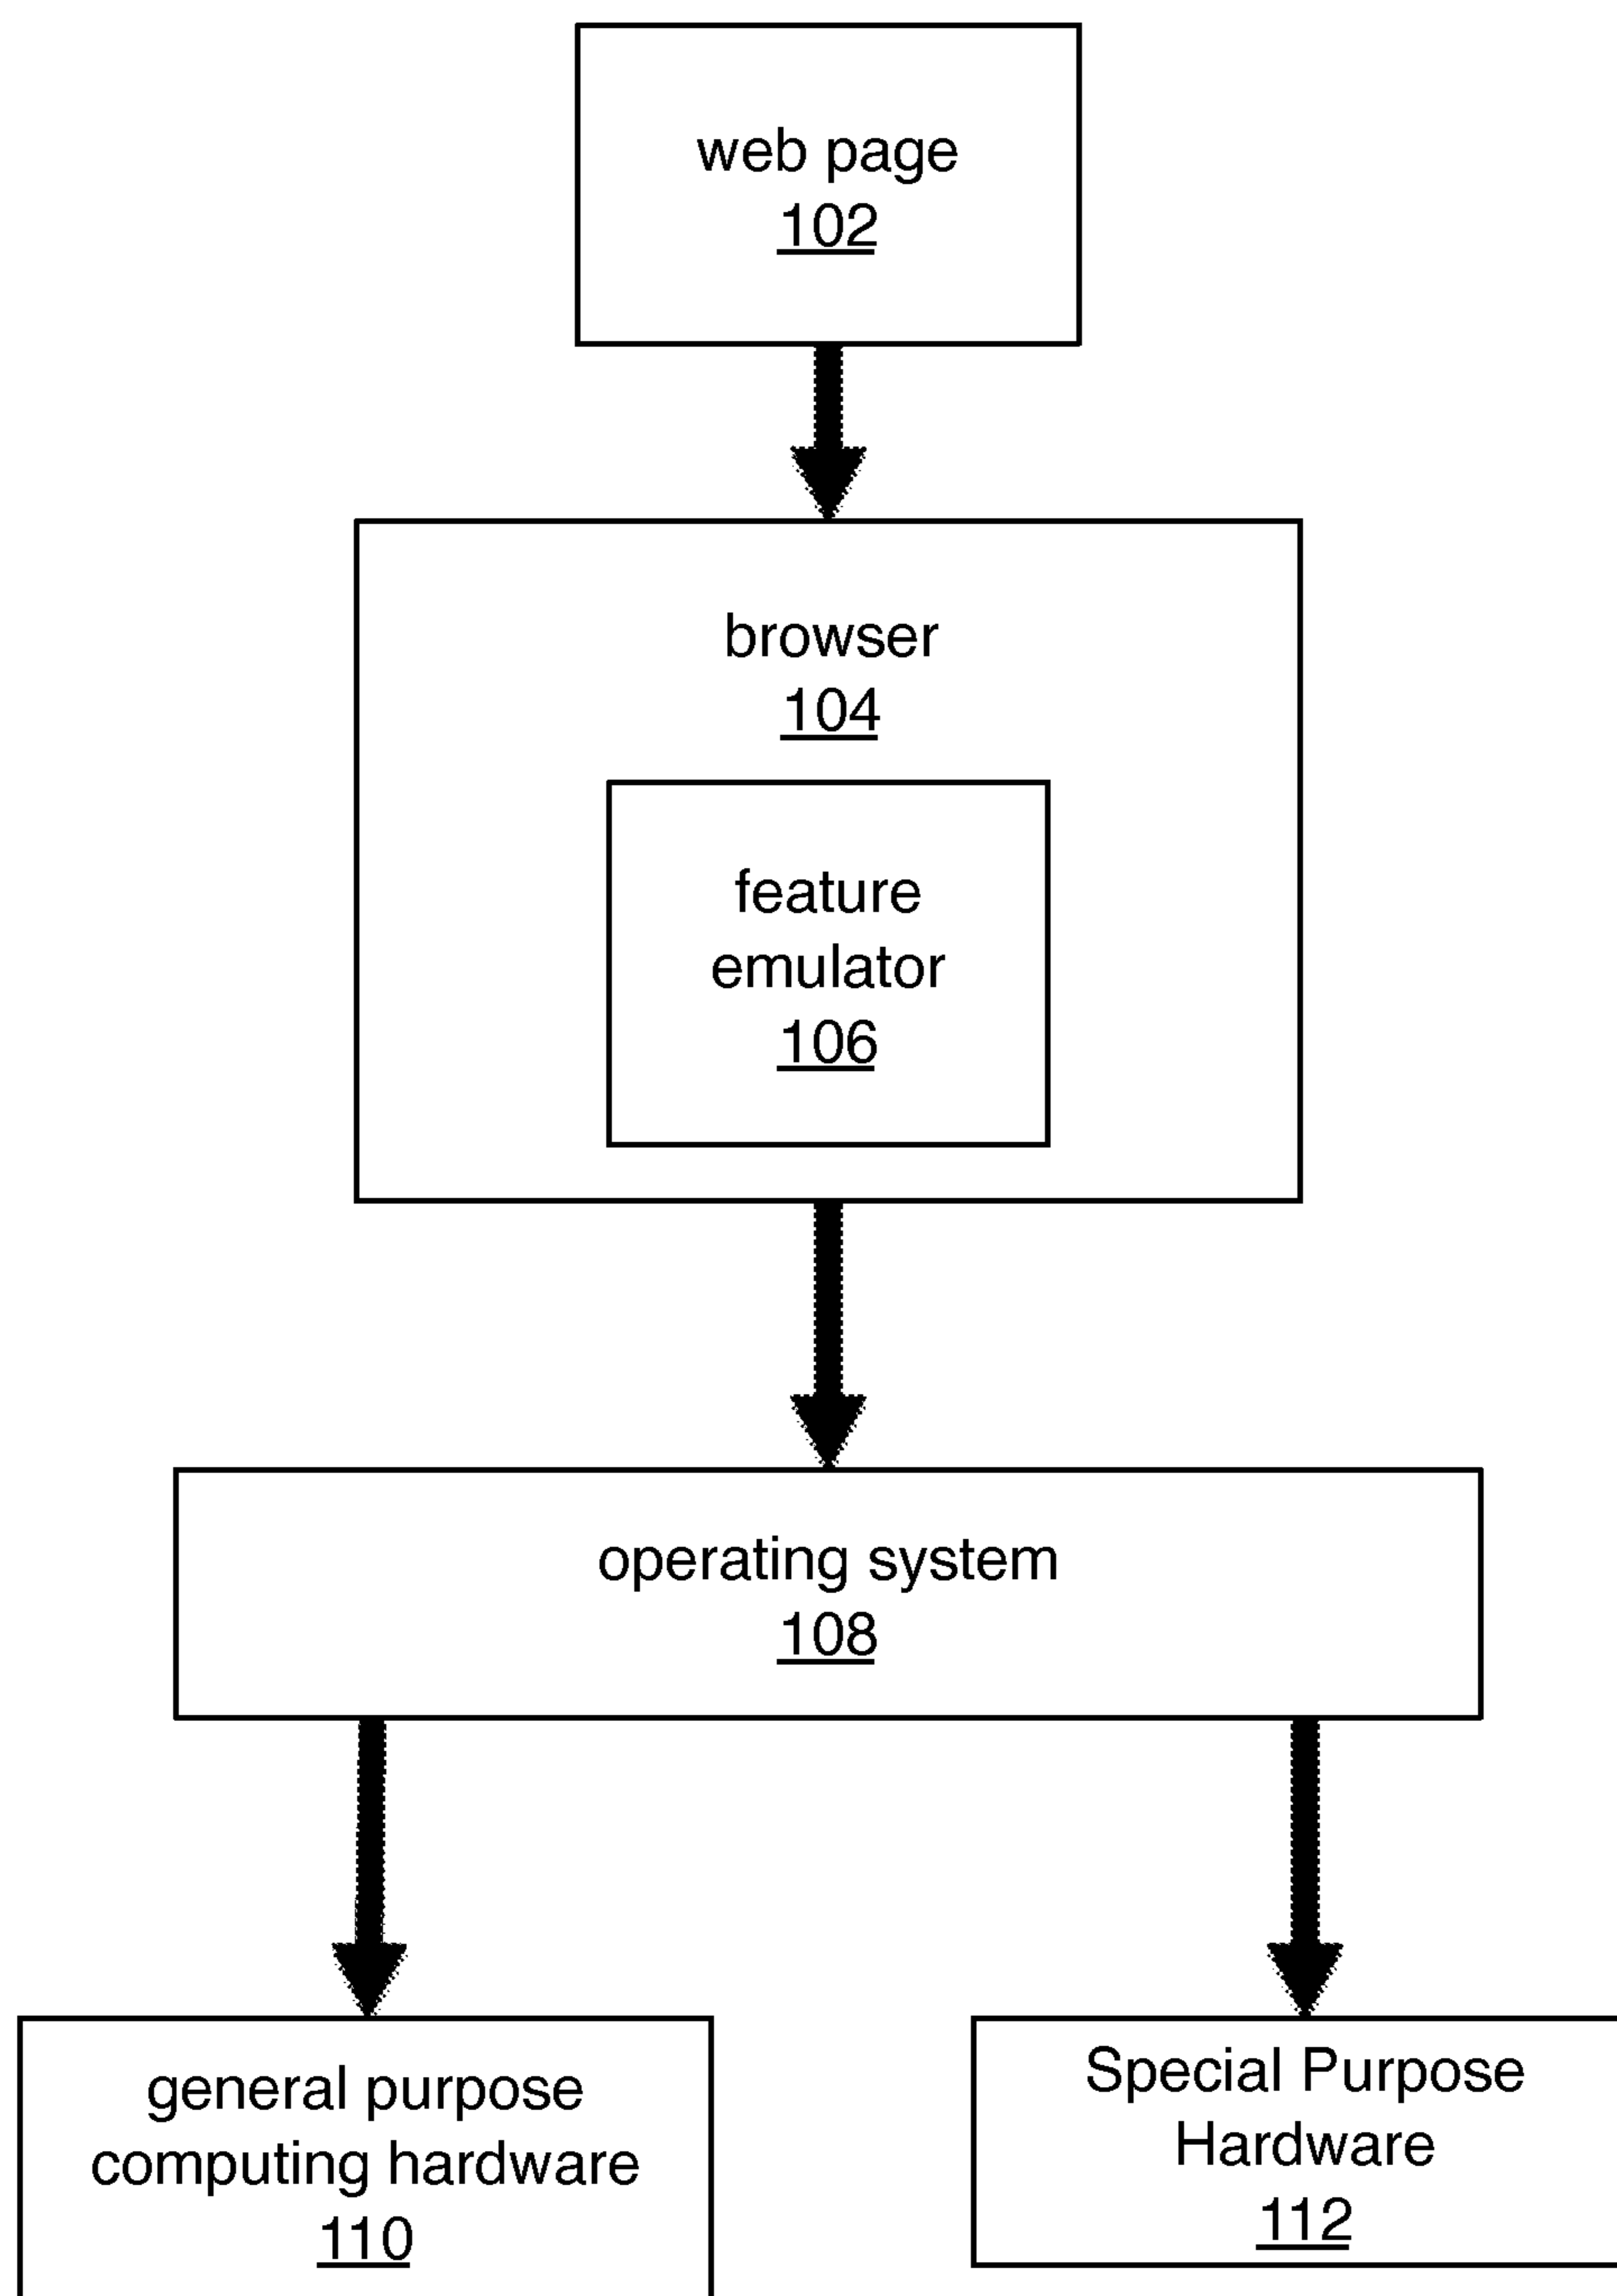 web page
102
browser
104
feature
emulator
106
operating system
108
general purpose
computing hardware
110
Special Purpose
Hardware
112